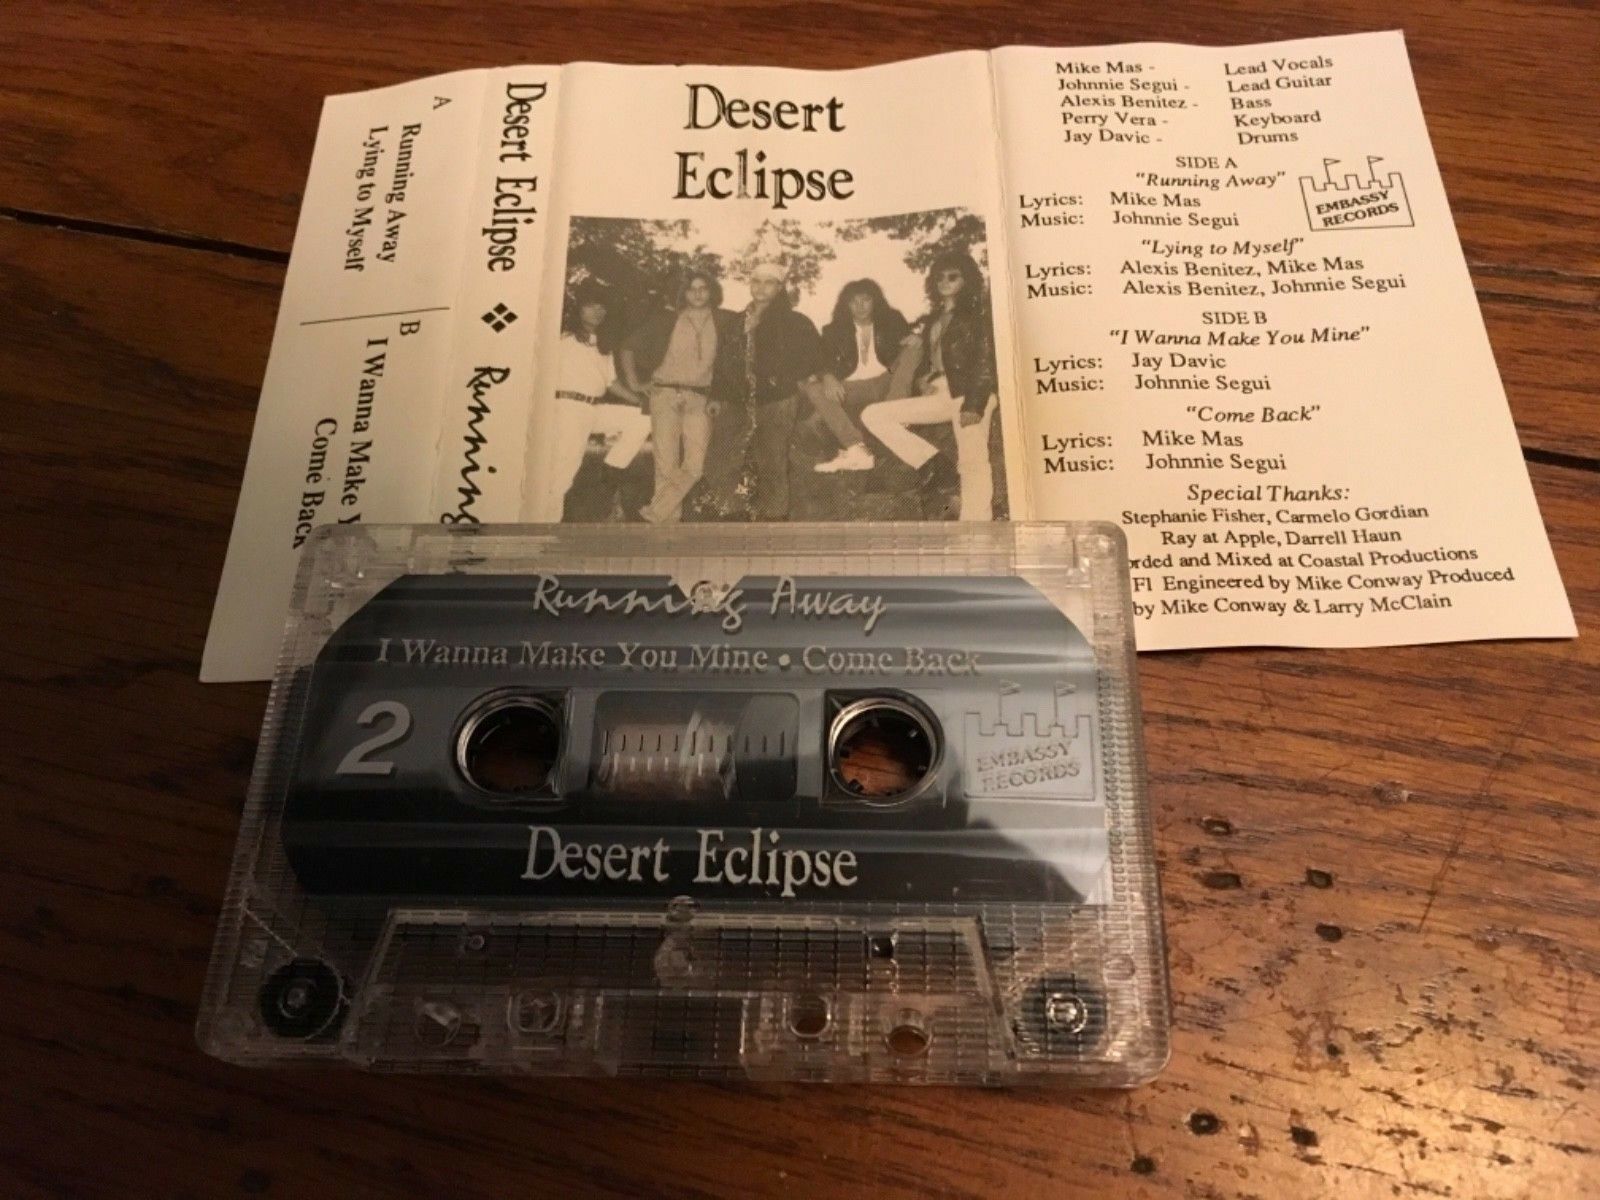 A
Running Away
Lying to Myself
B
I Wanna Make
Come Back
Desert Eclipse ❖ Running
Desert
Eclipse
Mike Mas - Lead Vocals
Johnnie Segui - Lead Guitar
Alexis Benitez - Bass
Perry Vera - Keyboard
Jay Davic - Drums
SIDE A
"Running Away"
Lyrics: Mike Mas
Music: Johnnie Segui
EMBASSY
RECORDS
"Lying to Myself"
Lyrics: Alexis Benitez, Mike Mas
Music: Alexis Benitez, Johnnie Segui
SIDE B
"I Wanna Make You Mine"
Lyrics: Jay Davic
Music: Johnnie Segui
"Come Back"
Lyrics: Mike Mas
Music: Johnnie Segui
Special Thanks:
Stephanie Fisher, Carmelo Gordian
Ray at Apple, Darrell Haun
rded and Mixed at Coastal Productions
Fl Engineered by Mike Conway Produced
by Mike Conway & Larry McClain
Running Away
I Wanna Make You Mine • Come Back
2
EMBASSY
RECORDS
Desert Eclipse